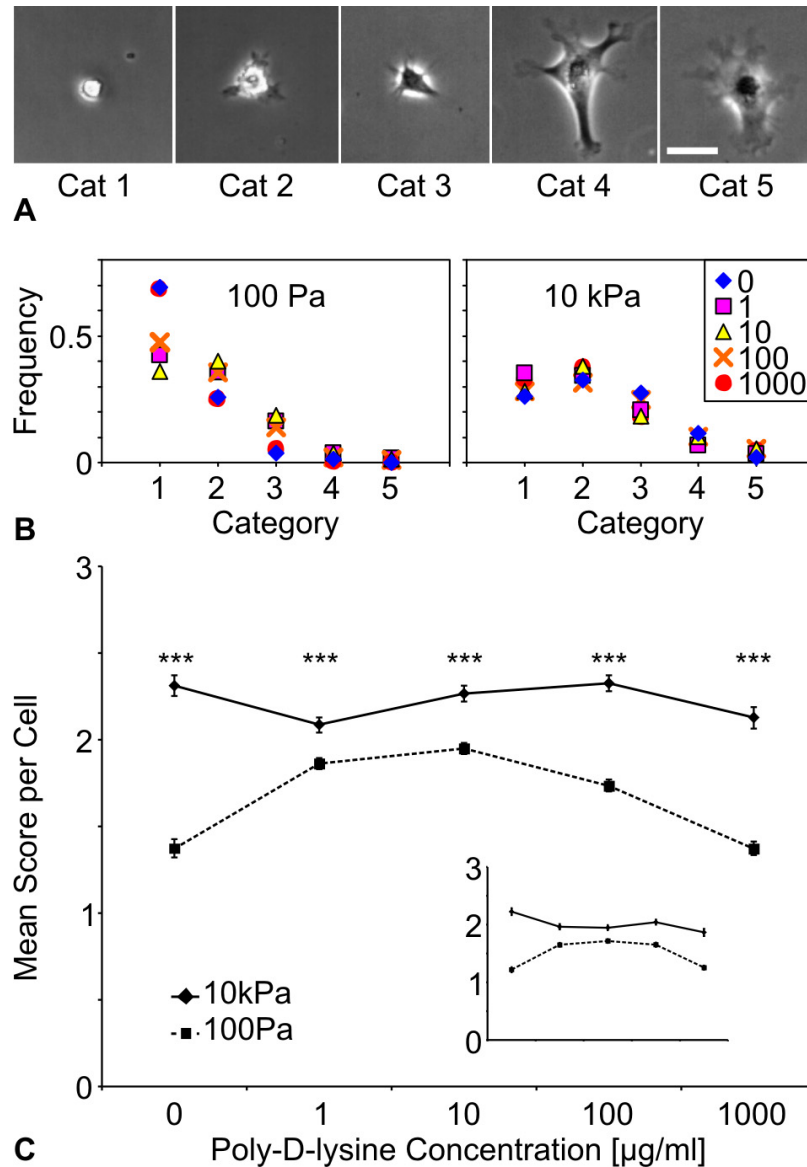 Cat 1 Cat 2 Cat 3 Cat 4 Cat 5
A
Frequency
0.5
0
100 Pa
1 2 3 4 5
Category
10 kPa
1 2 3 4 5
Category
0
1
10
100
1000
B
Mean Score per Cell
3
2
1
0
*** *** *** *** ***
10kPa
100Pa
3
2
1
0
0 1 10 100 1000
Poly-D-lysine Concentration [µg/ml]
C